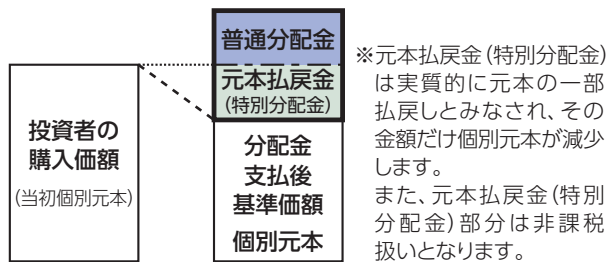 普通分配金
元本払戻金
(特別分配金)
投資者の
購入価額
(当初個別元本)
分配金
支払後
基準価額
個別元本
※元本払戻金(特別分配金)
は実質的に元本の一部
払戻しとみなされ、その
金額だけ個別元本が減少
します。
また、元本払戻金(特別
分配金)部分は非課税
扱いとなります。